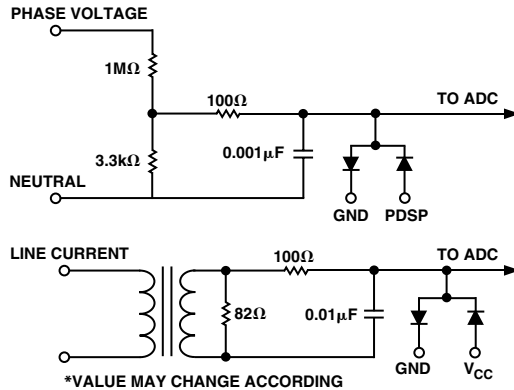 PHASE VOLTAGE
1MΩ
100Ω
TO ADC
3.3kΩ
0.001μF
NEUTRAL
GND
PDSP
LINE CURRENT
100Ω
TO ADC
82Ω
0.01μF
GND
VCC
*VALUE MAY CHANGE ACCORDING